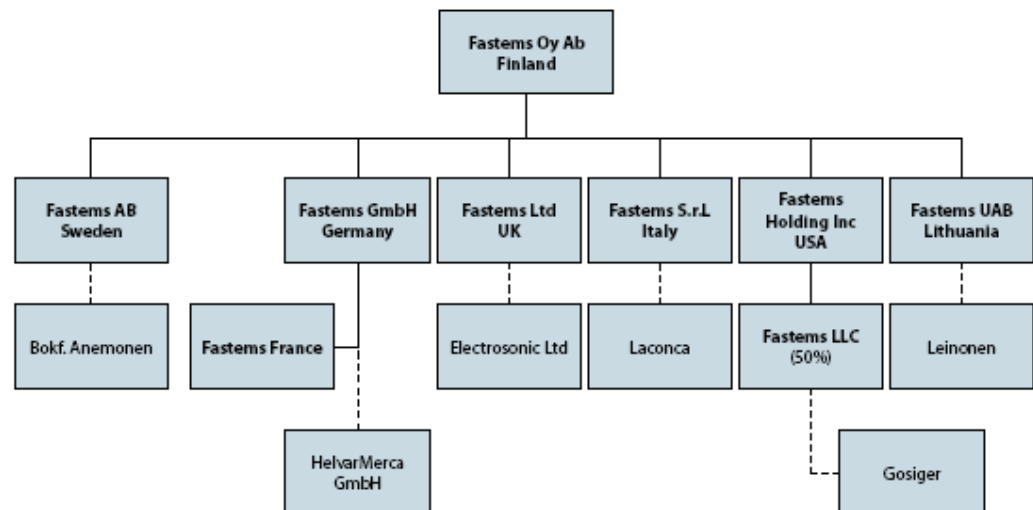 Fastems Oy Ab
Finland
Fastems AB
Sweden
Fastems GmbH
Germany
Fastems Ltd
UK
Fastems S.r.L
Italy
Fastems
Holding Inc
USA
Fastems UAB
Lithuania
Bokf. Anemonen
Fastems France
Electrosonic Ltd
Laconca
Fastems LLC
(50%)
Leinonen
HelvarMerca
GmbH
Gosiger